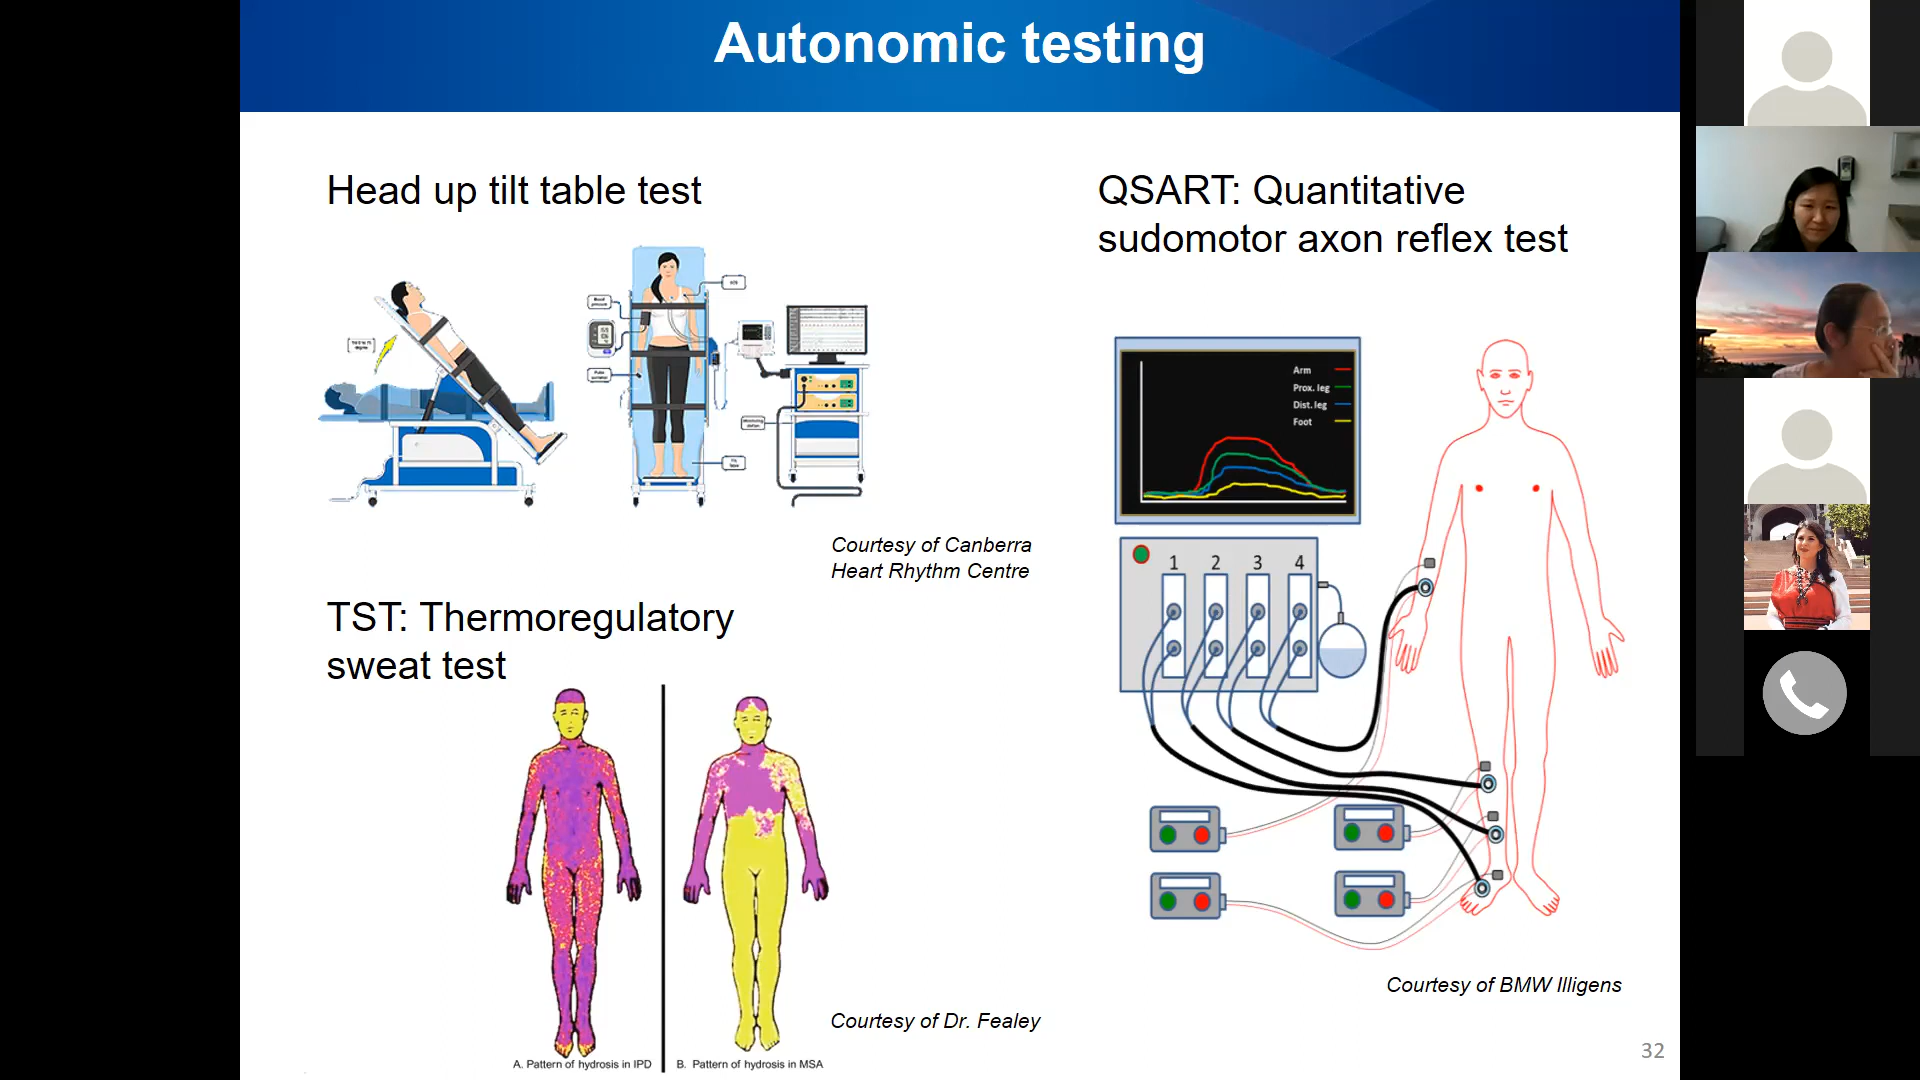 Autonomic testing
Head up tilt table test
Courtesy of Canberra
Heart Rhythm Centre
TST: Thermoregulatory
sweat test
A. Pattern of hydrosis in IPD
B. Pattern of hydrosis in MSA
Courtesy of Dr. Fealey
QSART: Quantitative
sudomotor axon reflex test
Arm
Prox. leg
Dist. leg
Foot
1 2 3 4
Courtesy of BMW Illigens
32